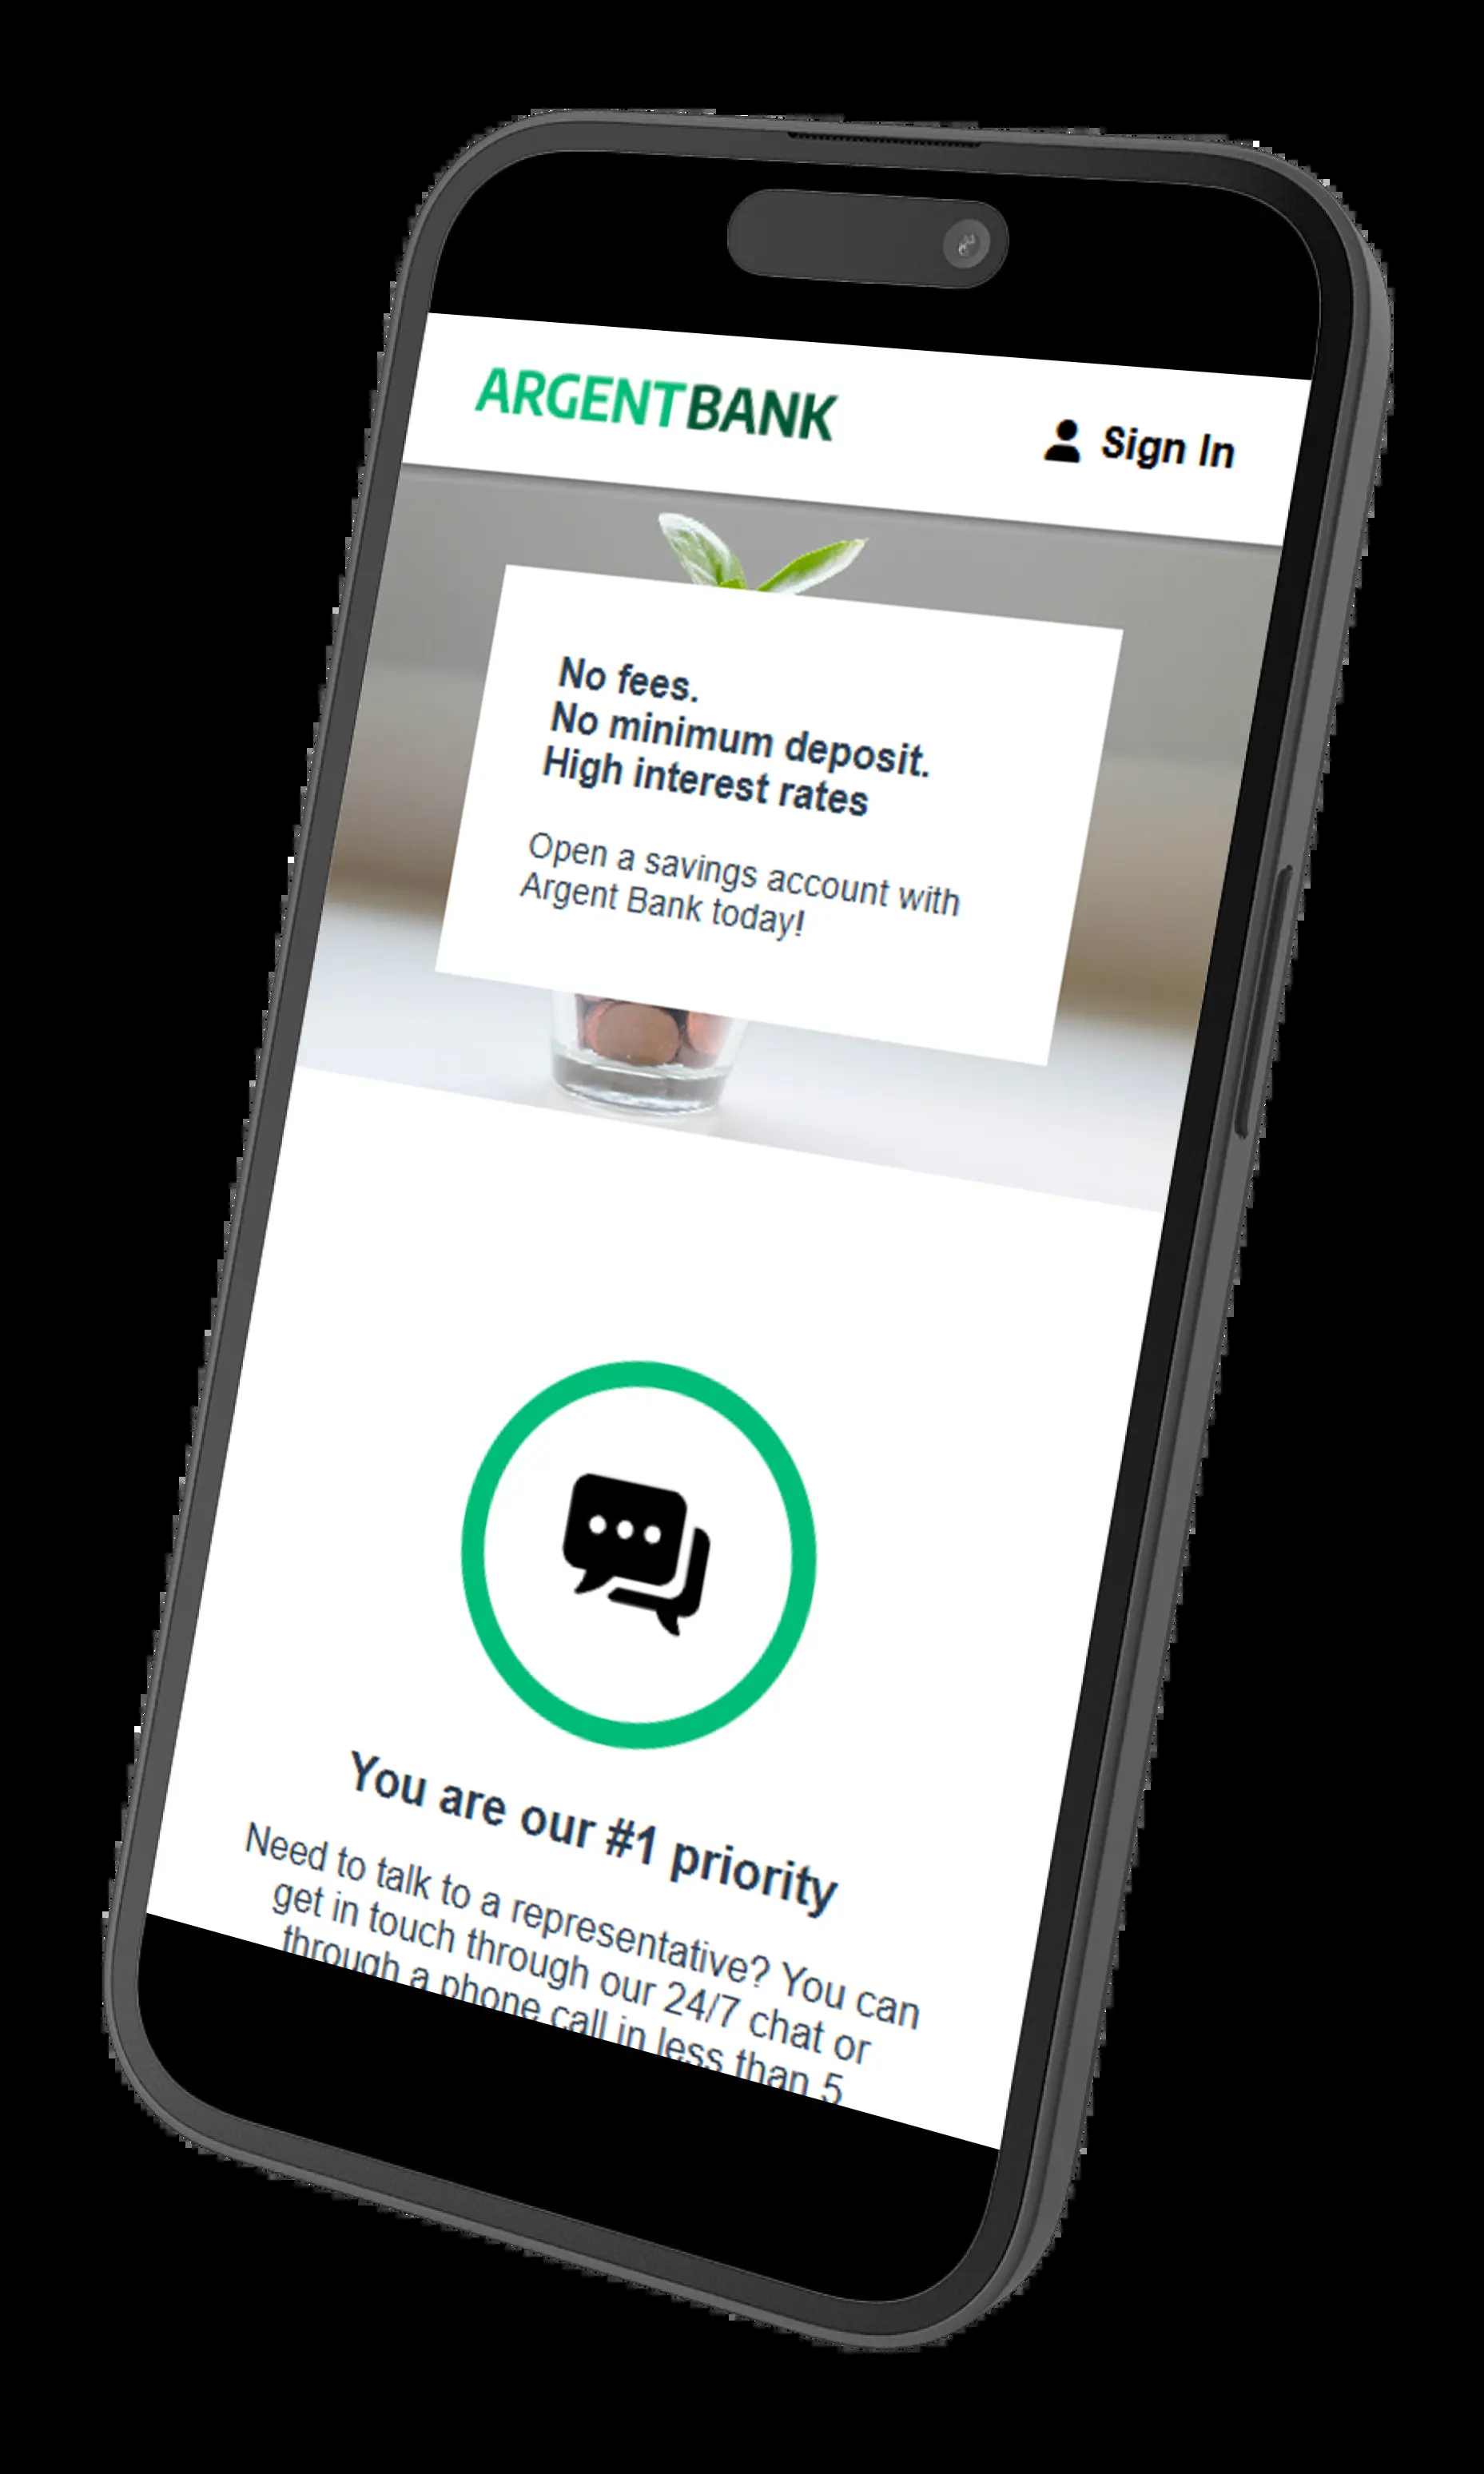 ARGENTBANK
Sign In
No fees.
No minimum deposit.
High interest rates
Open a savings account with
Argent Bank today!
You are our #1 priority
Need to talk to a representative? You can
get in touch through our 24/7 chat or
through a phone call in less than 5